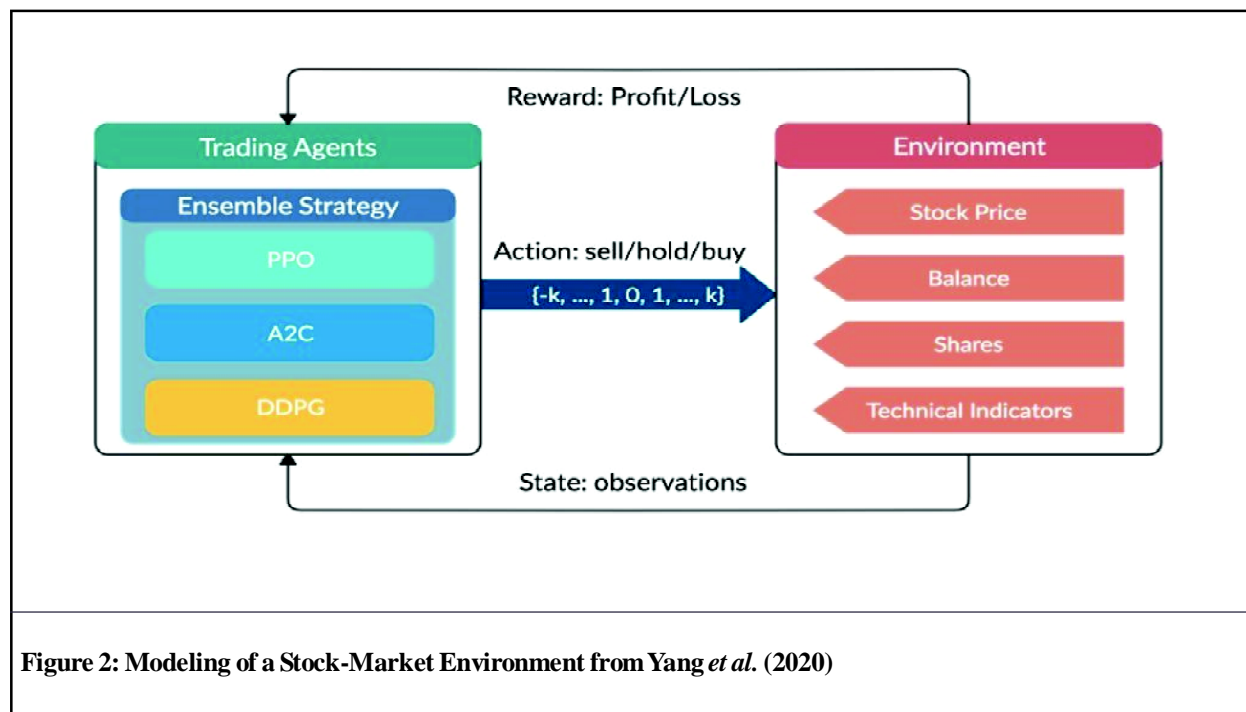 Reward: Profit/Loss
Trading Agents
Ensemble Strategy
PPO
A2C
DDPG
Action: sell/hold/buy
{-k, ..., 1, 0, 1, ..., k}
Environment
Stock Price
Balance
Shares
Technical Indicators
State: observations
Figure 2: Modeling of a Stock-Market Environment from Yang et al. (2020)